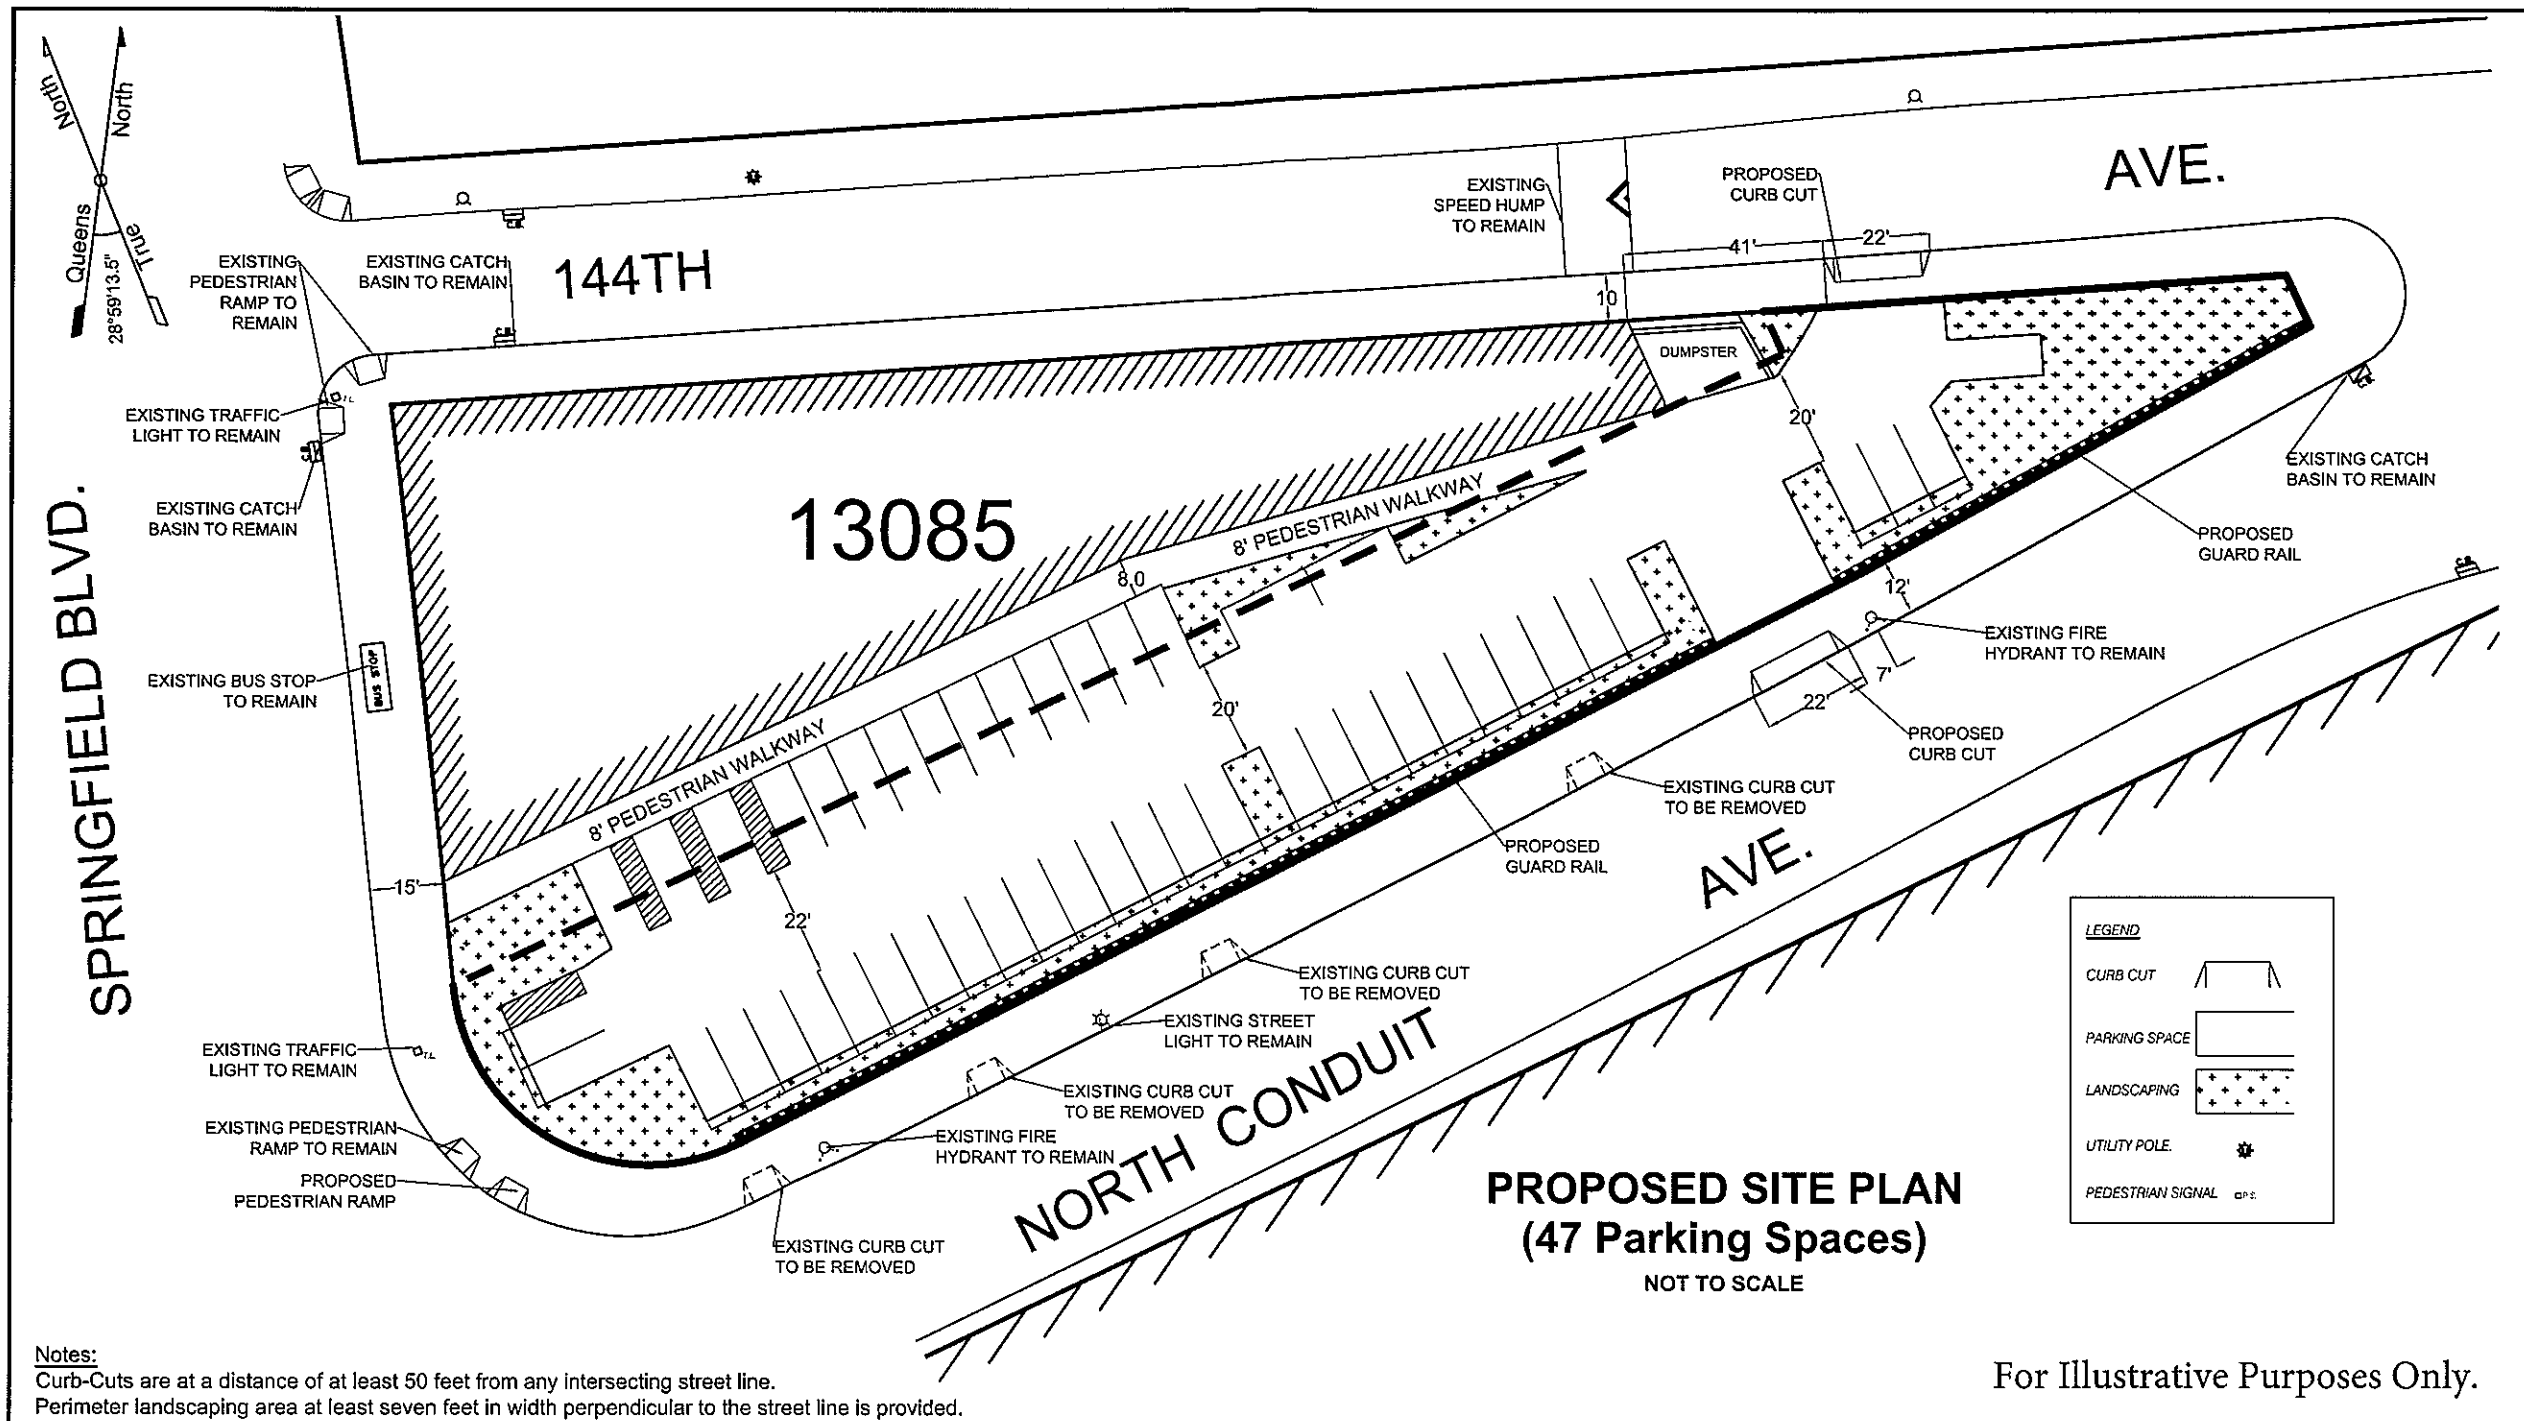 North
North
Queens
True
28°59'13.5"
EXISTING
PEDESTRIAN
RAMP TO
REMAIN
EXISTING CATCH
BASIN TO REMAIN
C.B.
C.B.
144TH
AVE.
EXISTING
SPEED HUMP
TO REMAIN
PROPOSED
CURB CUT
41'
22'
10
DUMPSTER
EXISTING TRAFFIC
LIGHT TO REMAIN
T.L.
C.B.
EXISTING CATCH
BASIN TO REMAIN
SPRINGFIELD BLVD.
13085
8' PEDESTRIAN WALKWAY
8.0
20'
C.B.
EXISTING CATCH
BASIN TO REMAIN
PROPOSED
GUARD RAIL
C.B.
12'
EXISTING FIRE
HYDRANT TO REMAIN
7'
22'
PROPOSED
CURB CUT
EXISTING BUS STOP
TO REMAIN
BUS STOP
20'
8' PEDESTRIAN WALKWAY
EXISTING CURB CUT
TO BE REMOVED
PROPOSED
GUARD RAIL
AVE.
15'
22'
EXISTING CURB CUT
TO BE REMOVED
EXISTING STREET
LIGHT TO REMAIN
EXISTING TRAFFIC
LIGHT TO REMAIN
T.L.
EXISTING CURB CUT
TO BE REMOVED
NORTH CONDUIT
EXISTING PEDESTRIAN
RAMP TO REMAIN
EXISTING FIRE
HYDRANT TO REMAIN
PROPOSED
PEDESTRIAN RAMP
EXISTING CURB CUT
TO BE REMOVED
LEGEND
CURB CUT
PARKING SPACE
LANDSCAPING
UTILITY POLE.
PEDESTRIAN SIGNAL
P.S.
PROPOSED SITE PLAN
(47 Parking Spaces)
NOT TO SCALE
Notes:
Curb-Cuts are at a distance of at least 50 feet from any intersecting street line.
Perimeter landscaping area at least seven feet in width perpendicular to the street line is provided.
For Illustrative Purposes Only.